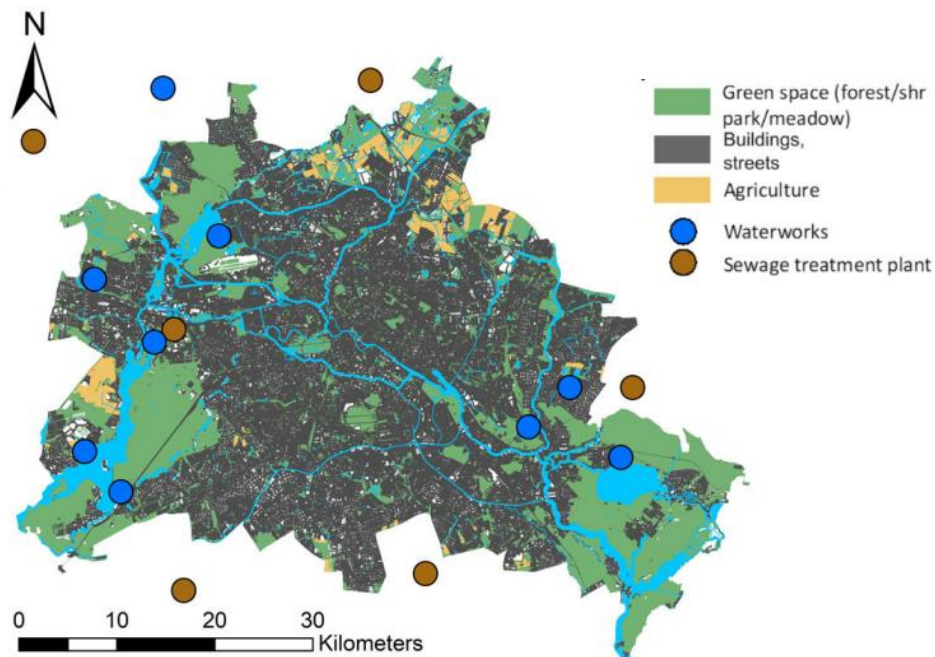 N
Green space (forest/shr
park/meadow)
Buildings,
streets
Agriculture
Waterworks
Sewage treatment plant
0 10 20 30
Kilometers